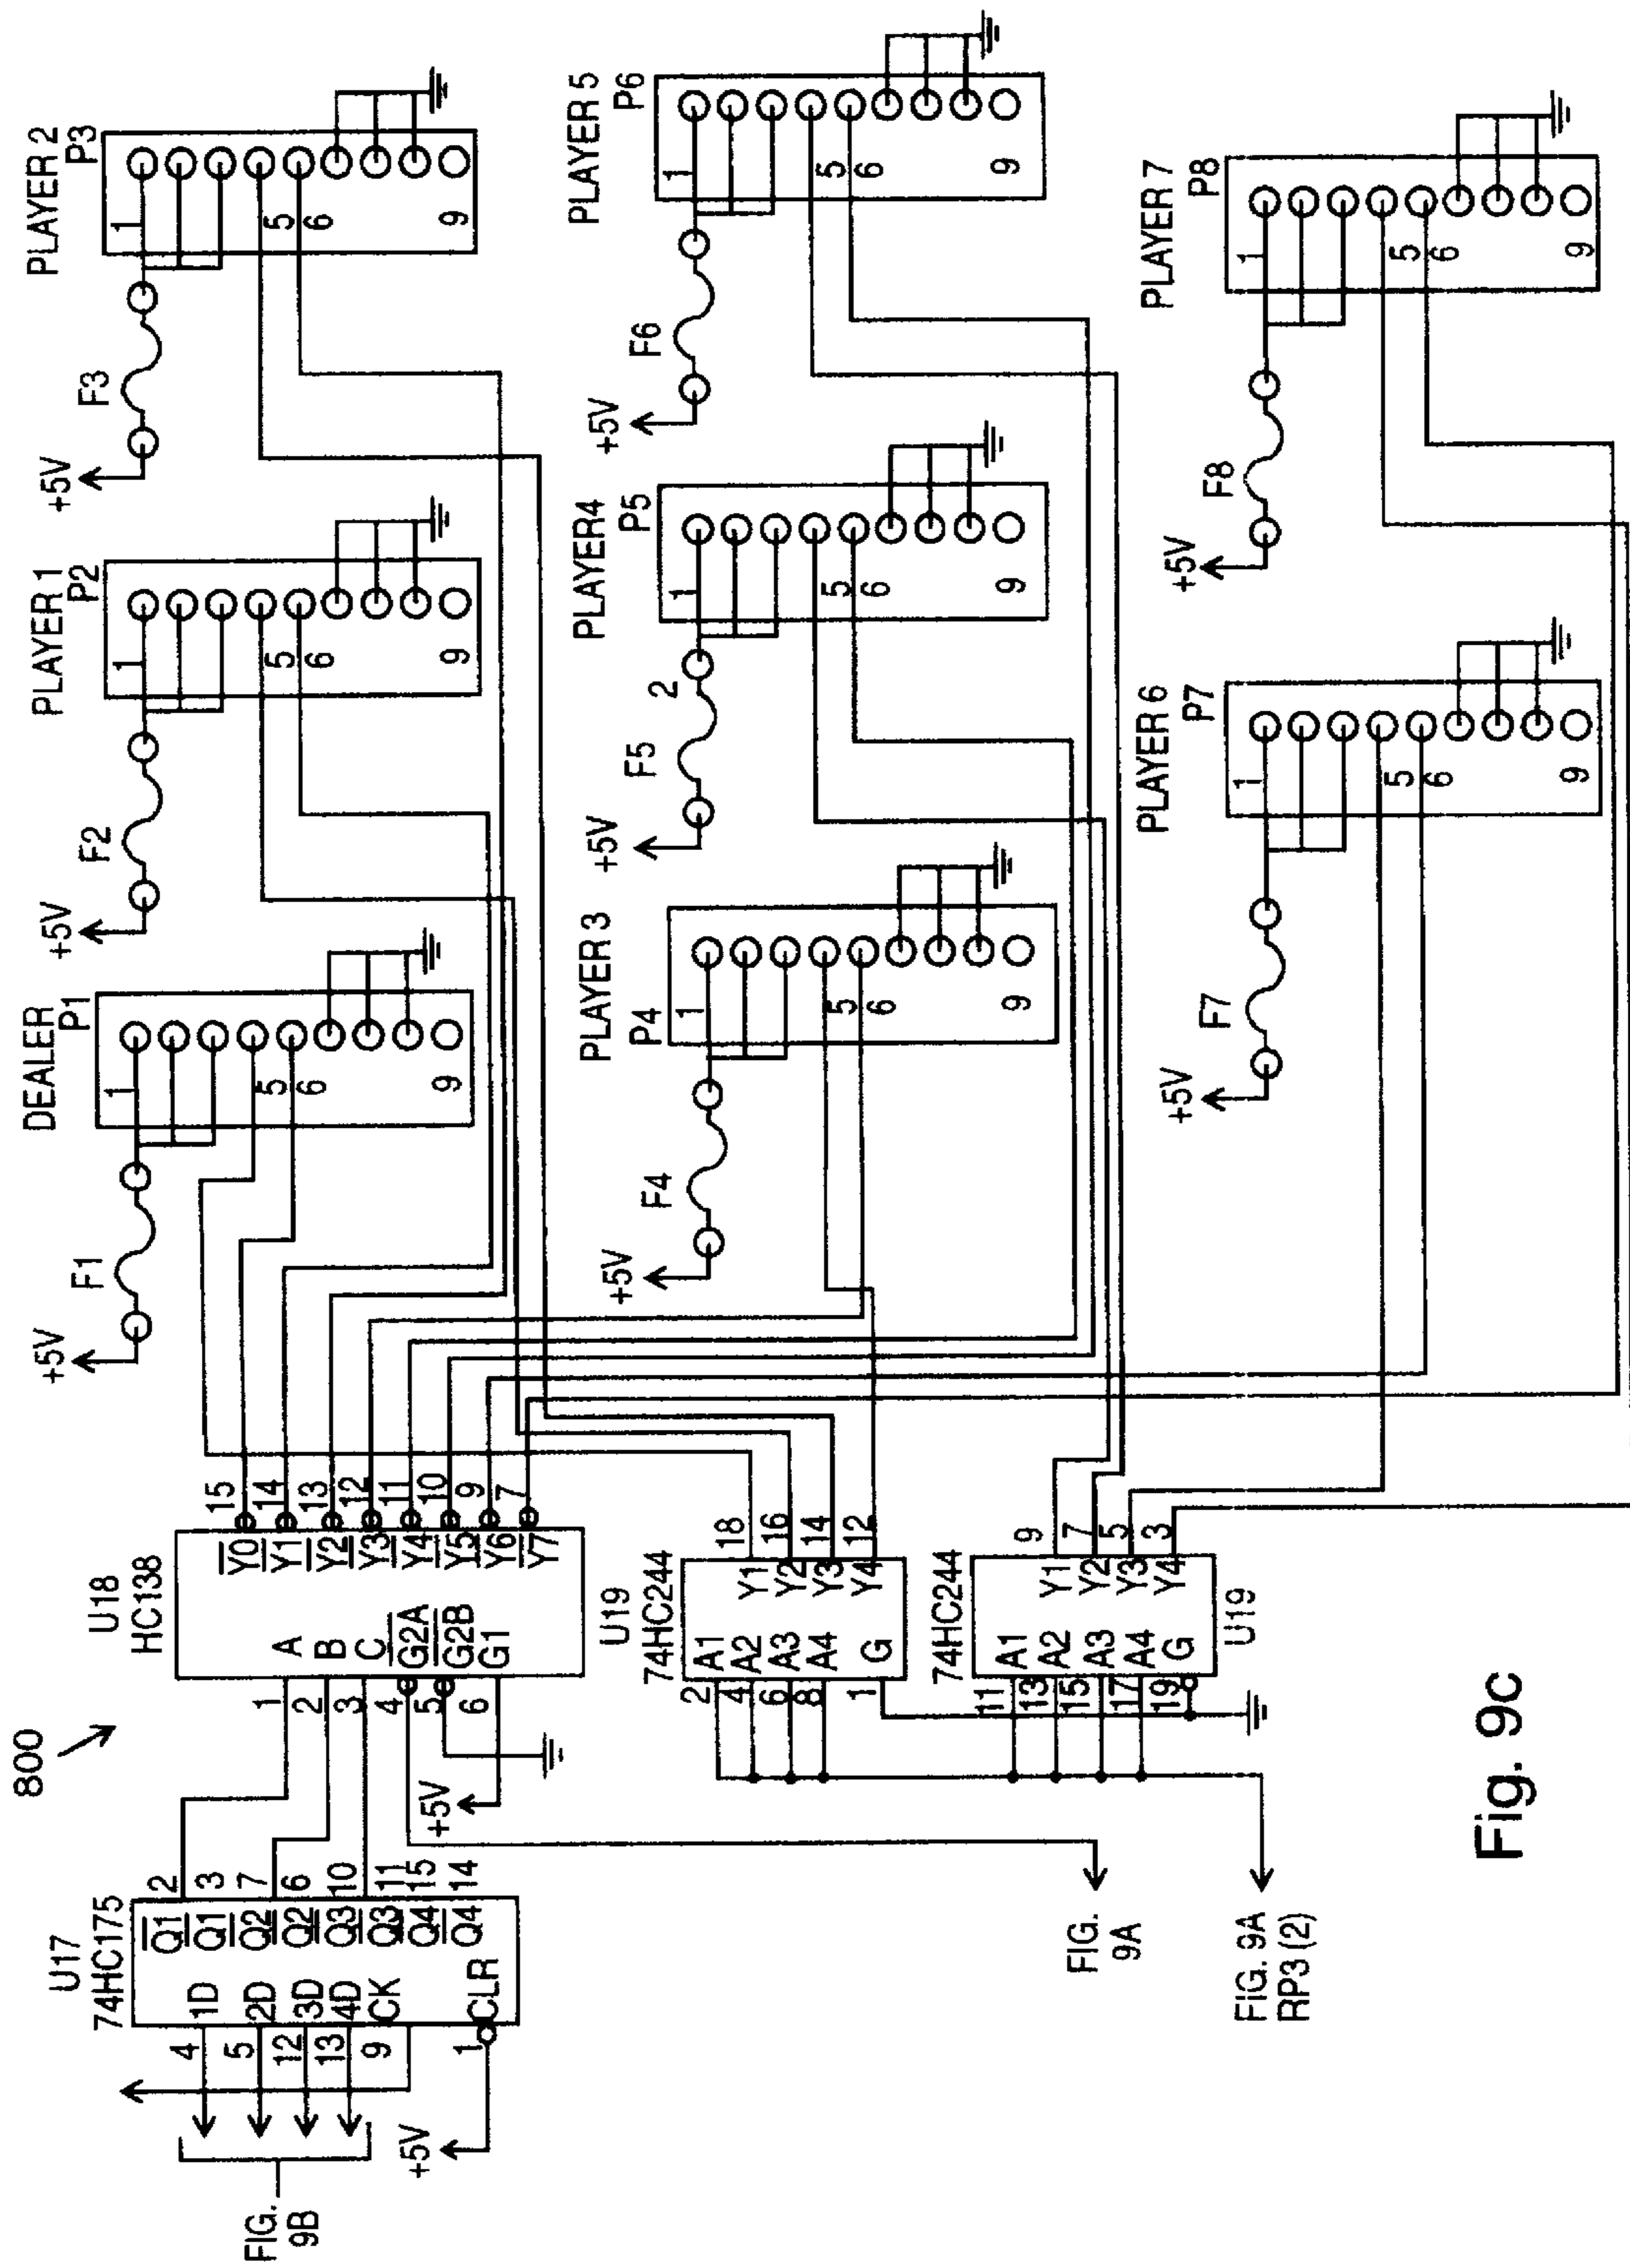 800
FIG.
9B
U17
74HC175
4
5
12
13
9
1
1D
2D
3D
4D
CK
CLR
Q1
Q1
Q2
Q2
Q3
Q3
Q4
Q4
2
3
7
6
10
11
15
14
+5V
U18
HC138
1
2
3
4
5
6
A
B
C
G2A
G2B
G1
Y0
Y1
Y2
Y3
Y4
Y5
Y6
Y7
15
14
13
12
11
10
9
7
+5V
FIG.
9A
U19
74HC244
2
4
6
8
1
A1
A2
A3
A4
G
Y1
Y2
Y3
Y4
18
16
14
12
74HC244
U19
11
13
15
17
19
A1
A2
A3
A4
G
Y1
Y2
Y3
Y4
9
7
5
3
FIG. 9A
RP3 (2)
DEALER
P1
+5V
F1
1
5
6
9
PLAYER 1
P2
+5V
F2
1
5
6
9
PLAYER 2
P3
+5V
F3
1
5
6
9
PLAYER 3
P4
+5V
F4
1
5
6
9
PLAYER4
P5
+5V
F5
2
1
5
6
9
PLAYER 5
P6
+5V
F6
1
5
6
9
PLAYER 6
P7
+5V
F7
1
5
6
9
PLAYER 7
P8
+5V
F8
1
5
6
9
Fig. 9c